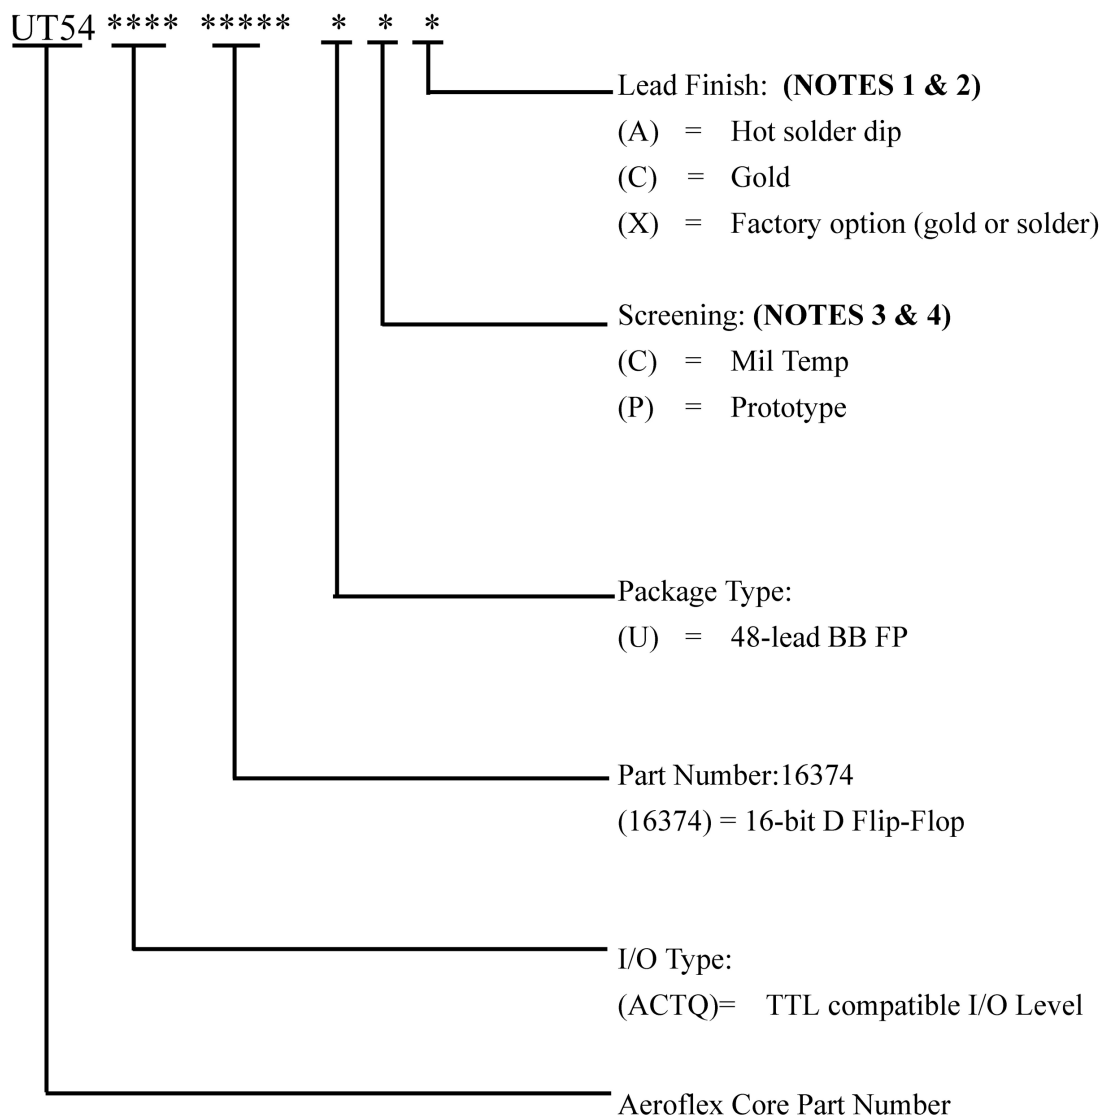 UT54 **** ***** * * *
Lead Finish: (NOTES 1 & 2)
(A) = Hot solder dip
(C) = Gold
(X) = Factory option (gold or solder)
Screening: (NOTES 3 & 4)
(C) = Mil Temp
(P) = Prototype
Package Type:
(U) = 48-lead BB FP
Part Number:16374
(16374) = 16-bit D Flip-Flop
I/O Type:
(ACTQ)= TTL compatible I/O Level
Aeroflex Core Part Number